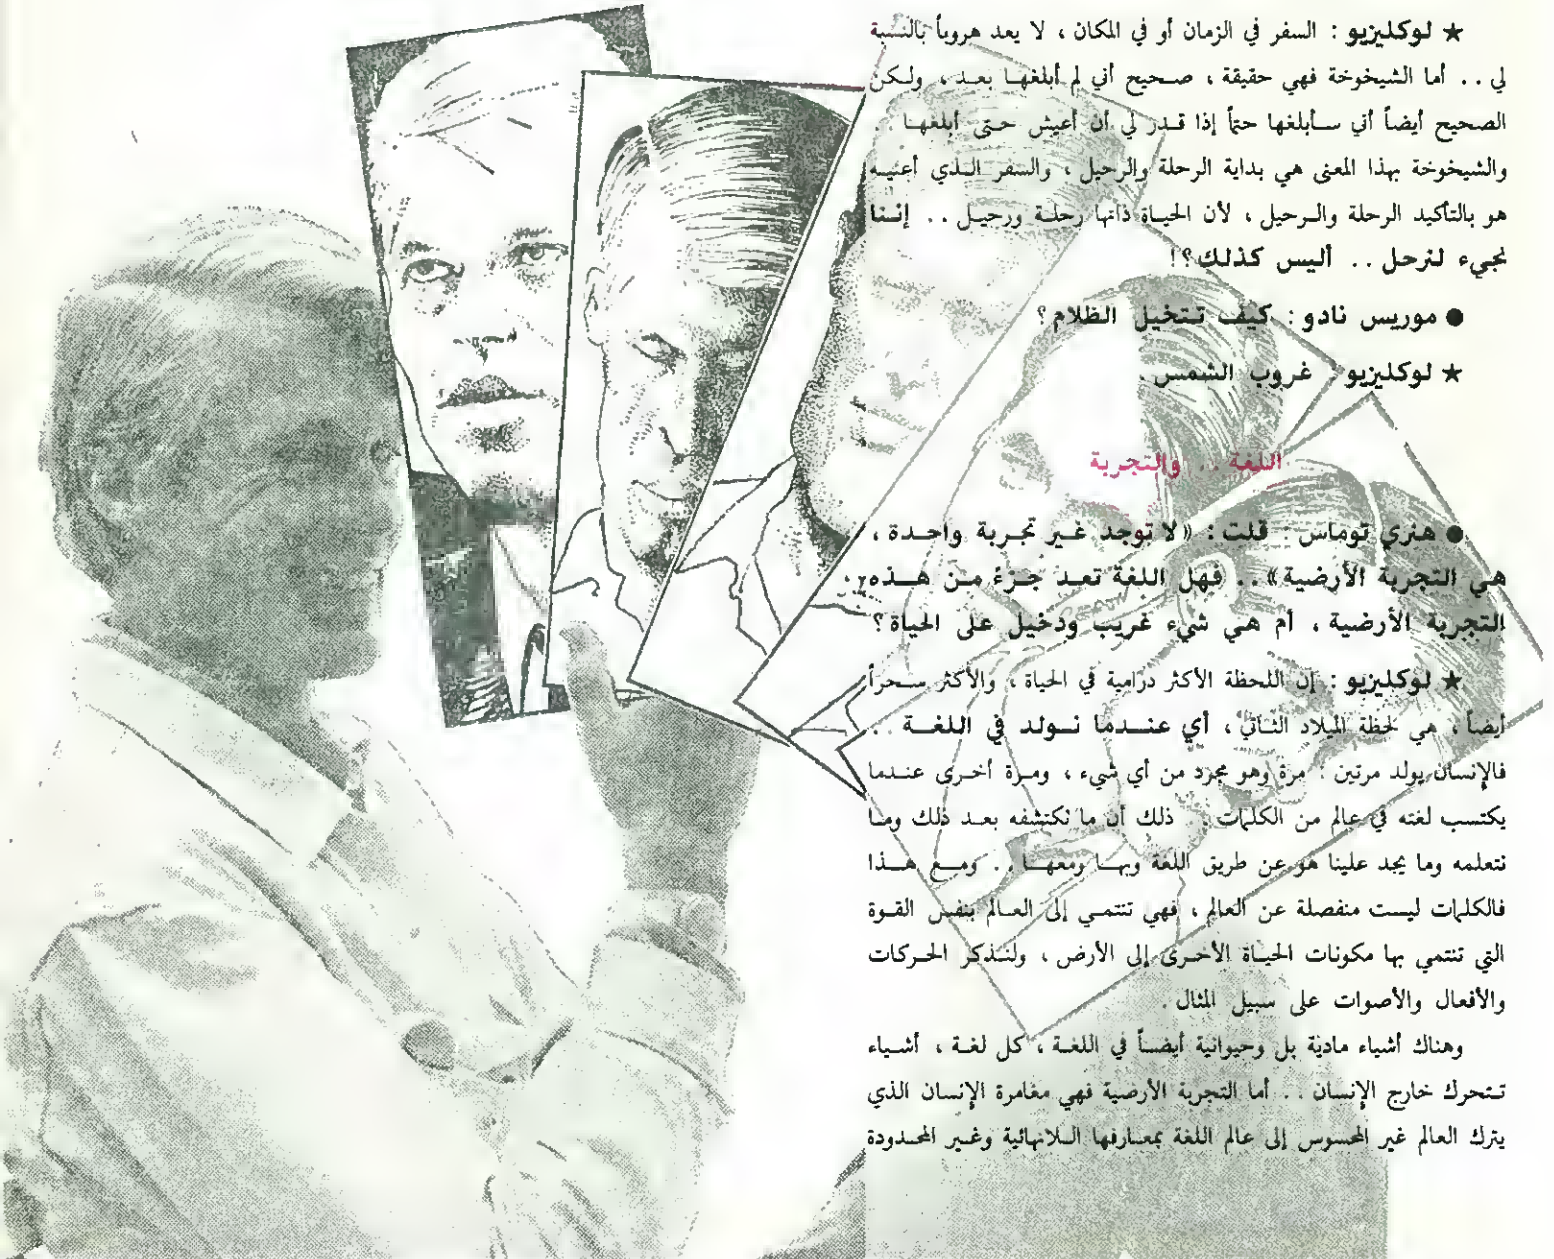 ★ لوكليزيو : السفر في الزمان أو في المكان ، لا يعد هروباً بالنسبة
لي .. أما الشيخوخة فهي حقيقة ، صحيح أني لم أبلغها بعد ، ولكن
الصحيح أيضاً أني سأبلغها حتماً إذا قدر لي أن أعيش حتى أبلغها ..
والشيخوخة بهذا المعنى هي بداية الرحلة والرحيل ، والسفر الذي أعنيه
هو بالتأكيد الرحلة والرحيل ، لأن الحياة ذاتها رحلة ورحيل .. إننا
نجيء لنرحل .. أليس كذلك؟!
● موريس نادو : كيف تتخيل الظلام؟
★ لوكليزيو : غروب الشمس .
اللغة .. والتجربة
● هنري توماس : قلت : «لا توجد غير تجربة واحدة ،
هي التجربة الأرضية» .. فهل اللغة تعد جزءً من هذه
التجربة الأرضية ، أم هي شيء غريب ودخيل على الحياة؟
★ لوكليزيو : إن اللحظة الأكثر درامية في الحياة ، والأكثر سحراً
أيضاً ، هي لحظة الميلاد الثاني ، أي عندما نولد في اللغة ..
فالإنسان يولد مرتين : مرة وهو مجرد من أي شيء ، ومرة أخرى عندما
يكتسب لغته في عالم من الكلمات .. ذلك أن ما نكتشفه بعد ذلك وما
نتعلمه وما يجد علينا هو عن طريق اللغة وبها ومعها .. ومع هذا
فالكلمات ليست منفصلة عن العالم ، فهي تنتمي إلى العالم بنفس القوة
التي تنتمي بها مكونات الحياة الأخرى إلى الأرض ، ولنذكر الحركات
والأفعال والأصوات على سبيل المثال .
وهناك أشياء مادية بل وحيوانية أيضاً في اللغة ، كل لغة ، أشياء
تتحرك خارج الإنسان .. أما التجربة الأرضية فهي مغامرة الإنسان الذي
يترك العالم غير المحسوس إلى عالم اللغة بمعارفها اللانهائية وغير المحدودة